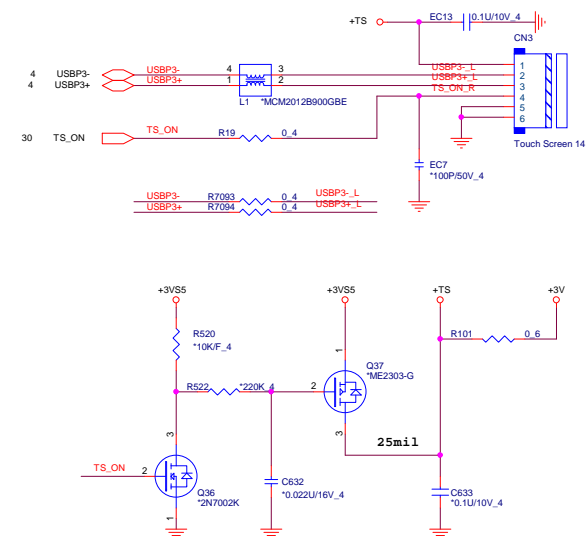 +TS
EC13
0.1U/10V_4
CN3
4
USBP3-
4
3
USBP3-_L
1
4
USBP3+
1
2
USBP3+_L
2
L1
*MCM2012B900GBE
TS_ON_R
3
4
5
6
30
TS_ON
TS_ON
R19
0_4
Touch Screen 14
EC7
*100P/50V_4
USBP3-
R7093
0_4
USBP3-_L
USBP3+
R7094
0_4
USBP3+_L
+3VS5
+3VS5
+TS
+3V
R520
*10K/F_4
R101
0_6
1
Q37
*ME2303-G
R522
*220K_4
2
3
25mil
3
TS_ON
2
Q36
*2N7002K
1
C632
*0.022U/16V_4
C633
*0.1U/10V_4
USBP3-
USBP3+